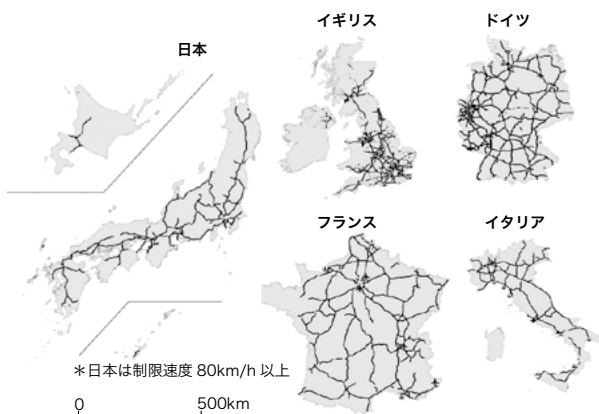 日本
イギリス
ドイツ
フランス
イタリア
＊日本は制限速度 80km/h 以上
0
500km